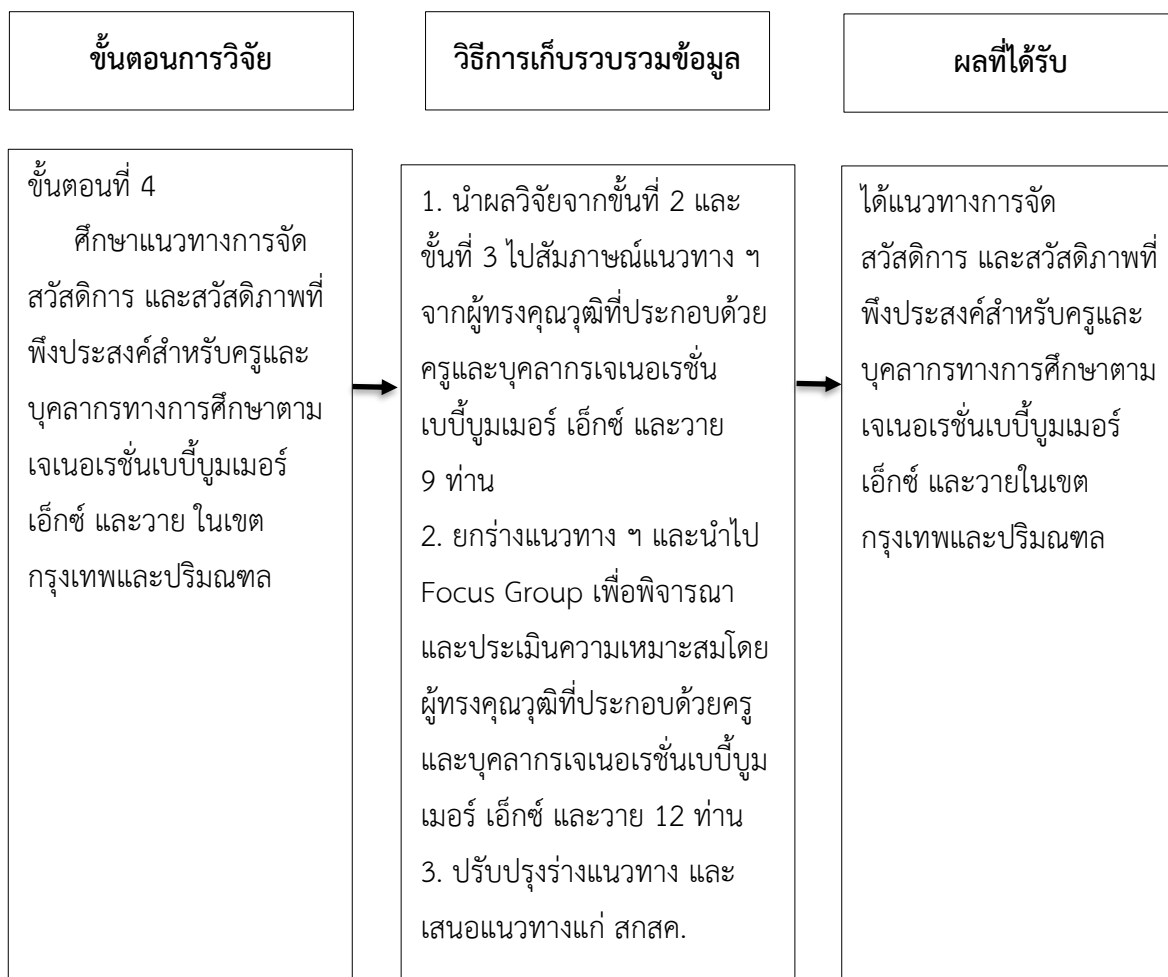 ขั้นตอนการวิจัย
วิธีการเก็บรวบรวมข้อมูล
ผลที่ได้รับ
ขั้นตอนที่ 4
ศึกษาแนวทางการจัด
สวัสดิการ และสวัสดิภาพที่
พึงประสงค์สำหรับครูและ
บุคลากรทางการศึกษาตาม
เจเนอเรชั่นเบบี้บูมเมอร์
เอ็กซ์ และวาย ในเขต
กรุงเทพและปริมณฑล
1. นำผลวิจัยจากขั้นที่ 2 และ
ขั้นที่ 3 ไปสัมภาษณ์แนวทาง ฯ
จากผู้ทรงคุณวุฒิที่ประกอบด้วย
ครูและบุคลากรเจเนอเรชั่น
เบบี้บูมเมอร์ เอ็กซ์ และวาย
9 ท่าน
2. ยกร่างแนวทาง ฯ และนำไป
Focus Group เพื่อพิจารณา
และประเมินความเหมาะสมโดย
ผู้ทรงคุณวุฒิที่ประกอบด้วยครู
และบุคลากรเจเนอเรชั่นเบบี้บูม
เมอร์ เอ็กซ์ และวาย 12 ท่าน
3. ปรับปรุงร่างแนวทาง และ
เสนอแนวทางแก่ สกสค.
ได้แนวทางการจัด
สวัสดิการ และสวัสดิภาพที่
พึงประสงค์สำหรับครูและ
บุคลากรทางการศึกษาตาม
เจเนอเรชั่นเบบี้บูมเมอร์
เอ็กซ์ และวายในเขต
กรุงเทพและปริมณฑล